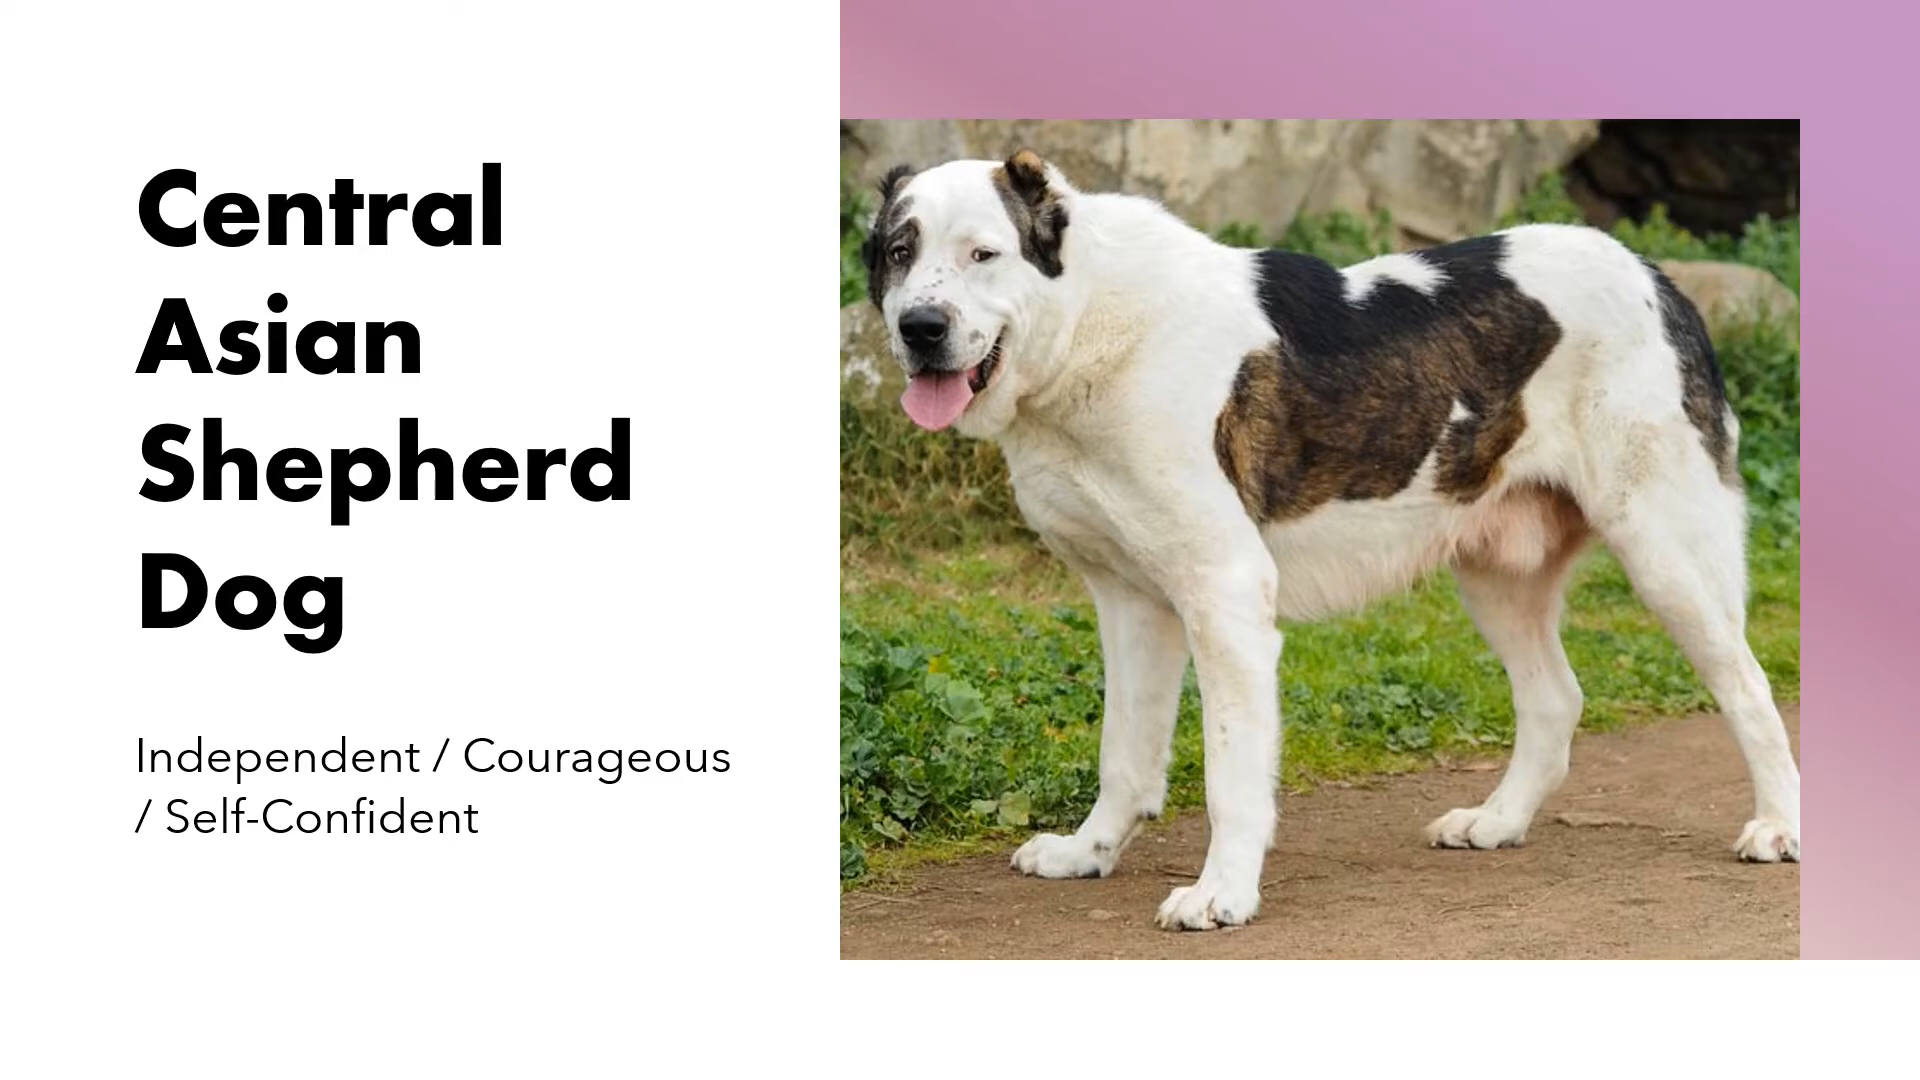 Central
Asian
Shepherd
Dog
Independent / Courageous
/ Self-Confident